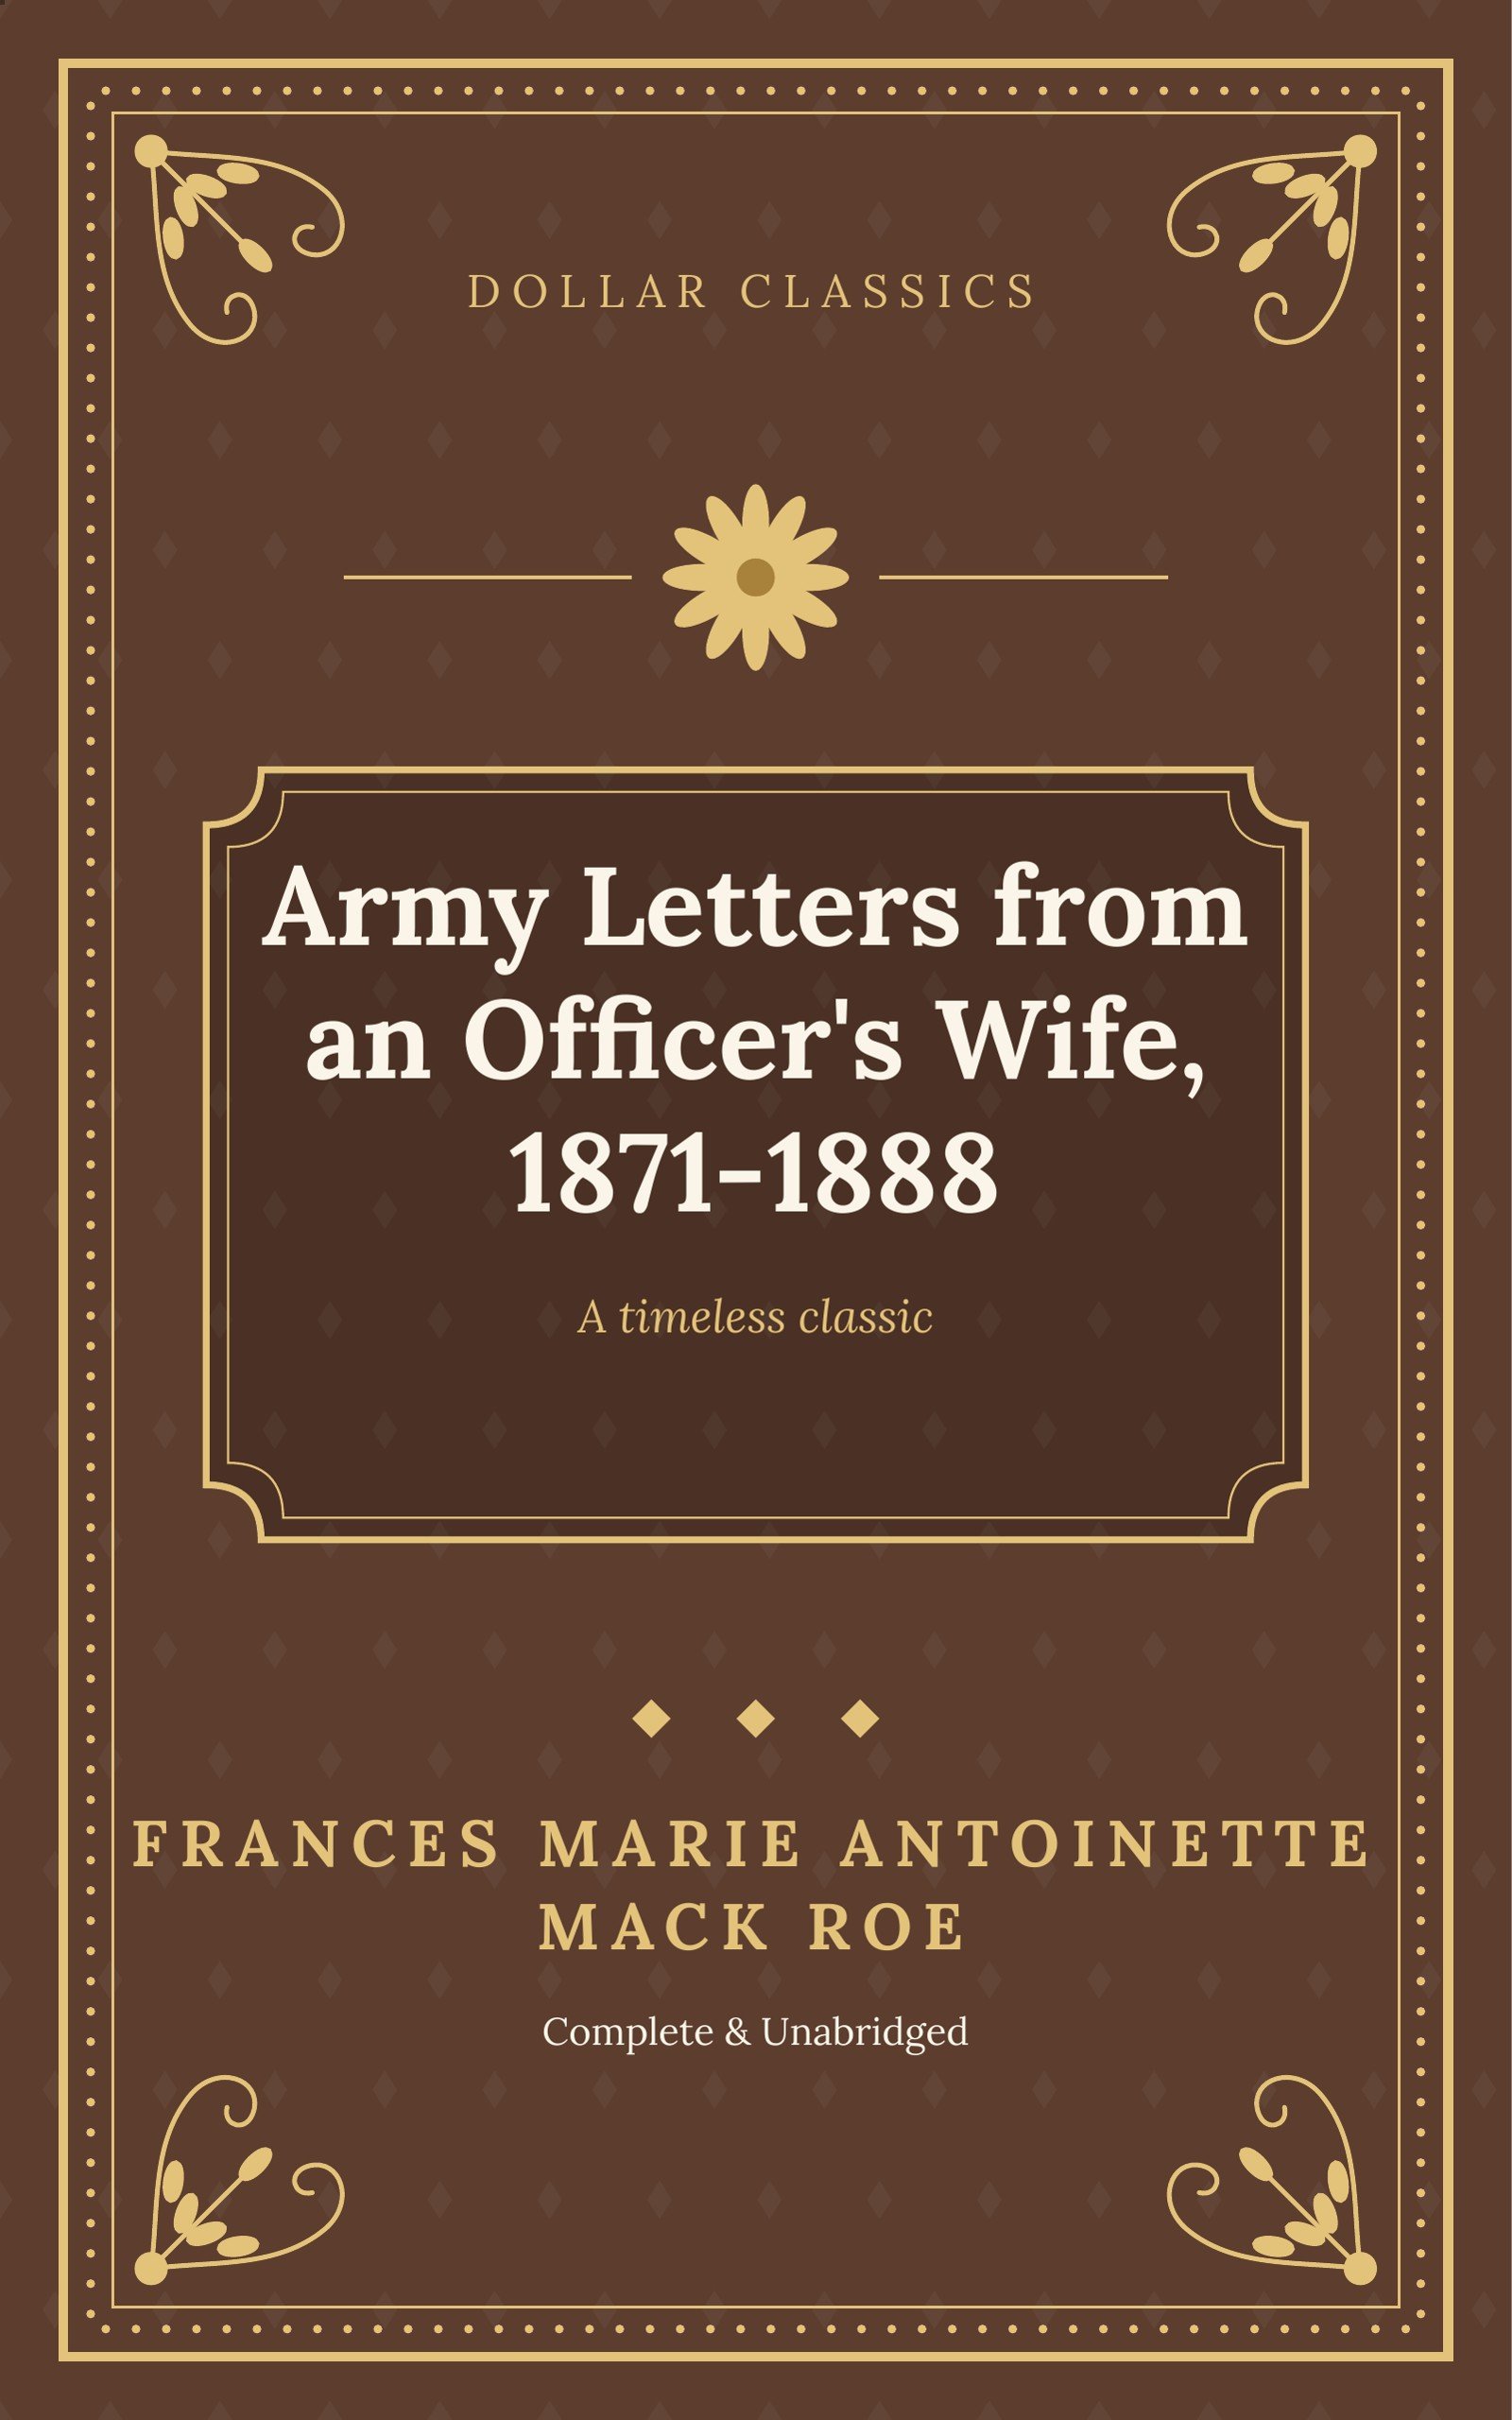 DOLLAR CLASSICS
Army Letters from
an Officer's Wife,
1871–1888
A timeless classic
FRANCES MARIE ANTOINETTE
MACK ROE
Complete & Unabridged